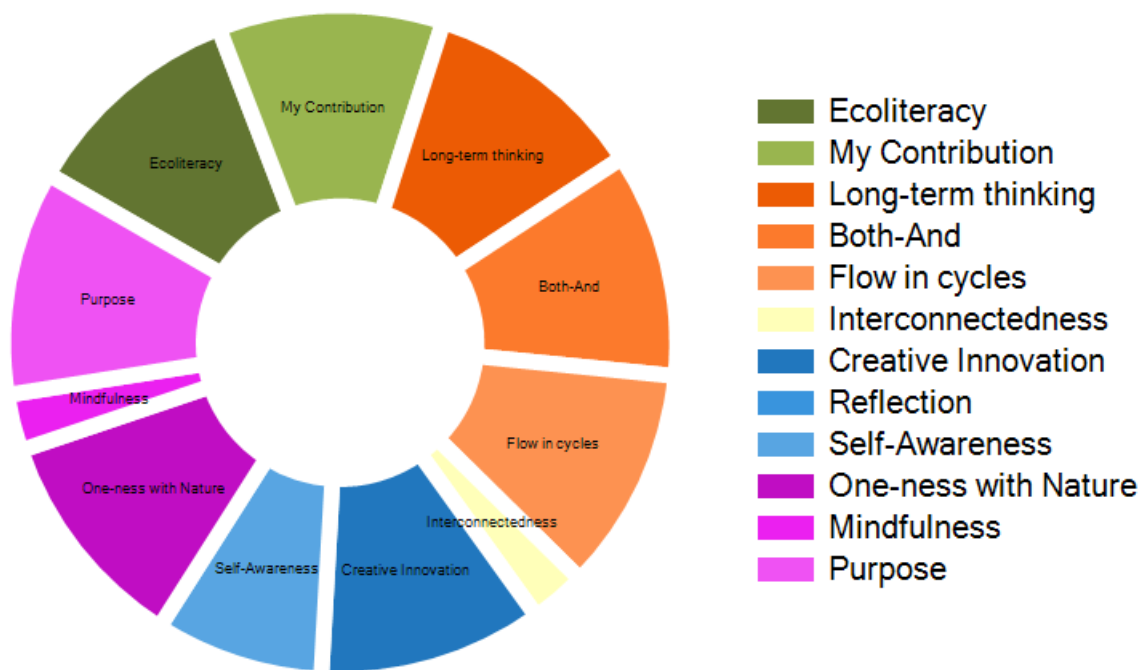 My Contribution
Long-term thinking
Ecoliteracy
Both-And
Purpose
Mindfulness
Flow in cycles
One-ness with Nature
Interconnectedness
Self-Awareness
Creative Innovation
Ecoliteracy
My Contribution
Long-term thinking
Both-And
Flow in cycles
Interconnectedness
Creative Innovation
Reflection
Self-Awareness
One-ness with Nature
Mindfulness
Purpose